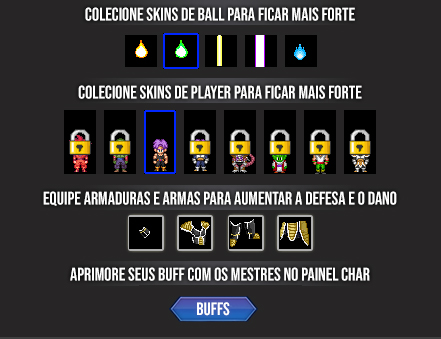 COLECIONE SKINS DE BALL PARA FICAR MAIS FORTE
COLECIONE SKINS DE PLAYER PARA FICAR MAIS FORTE
EQUIPE ARMADURAS E ARMAS PARA AUMENTAR A DEFESA E O DANO
APRIMORE SEUS BUFF COM OS MESTRES NO PAINEL CHAR
BUFFS